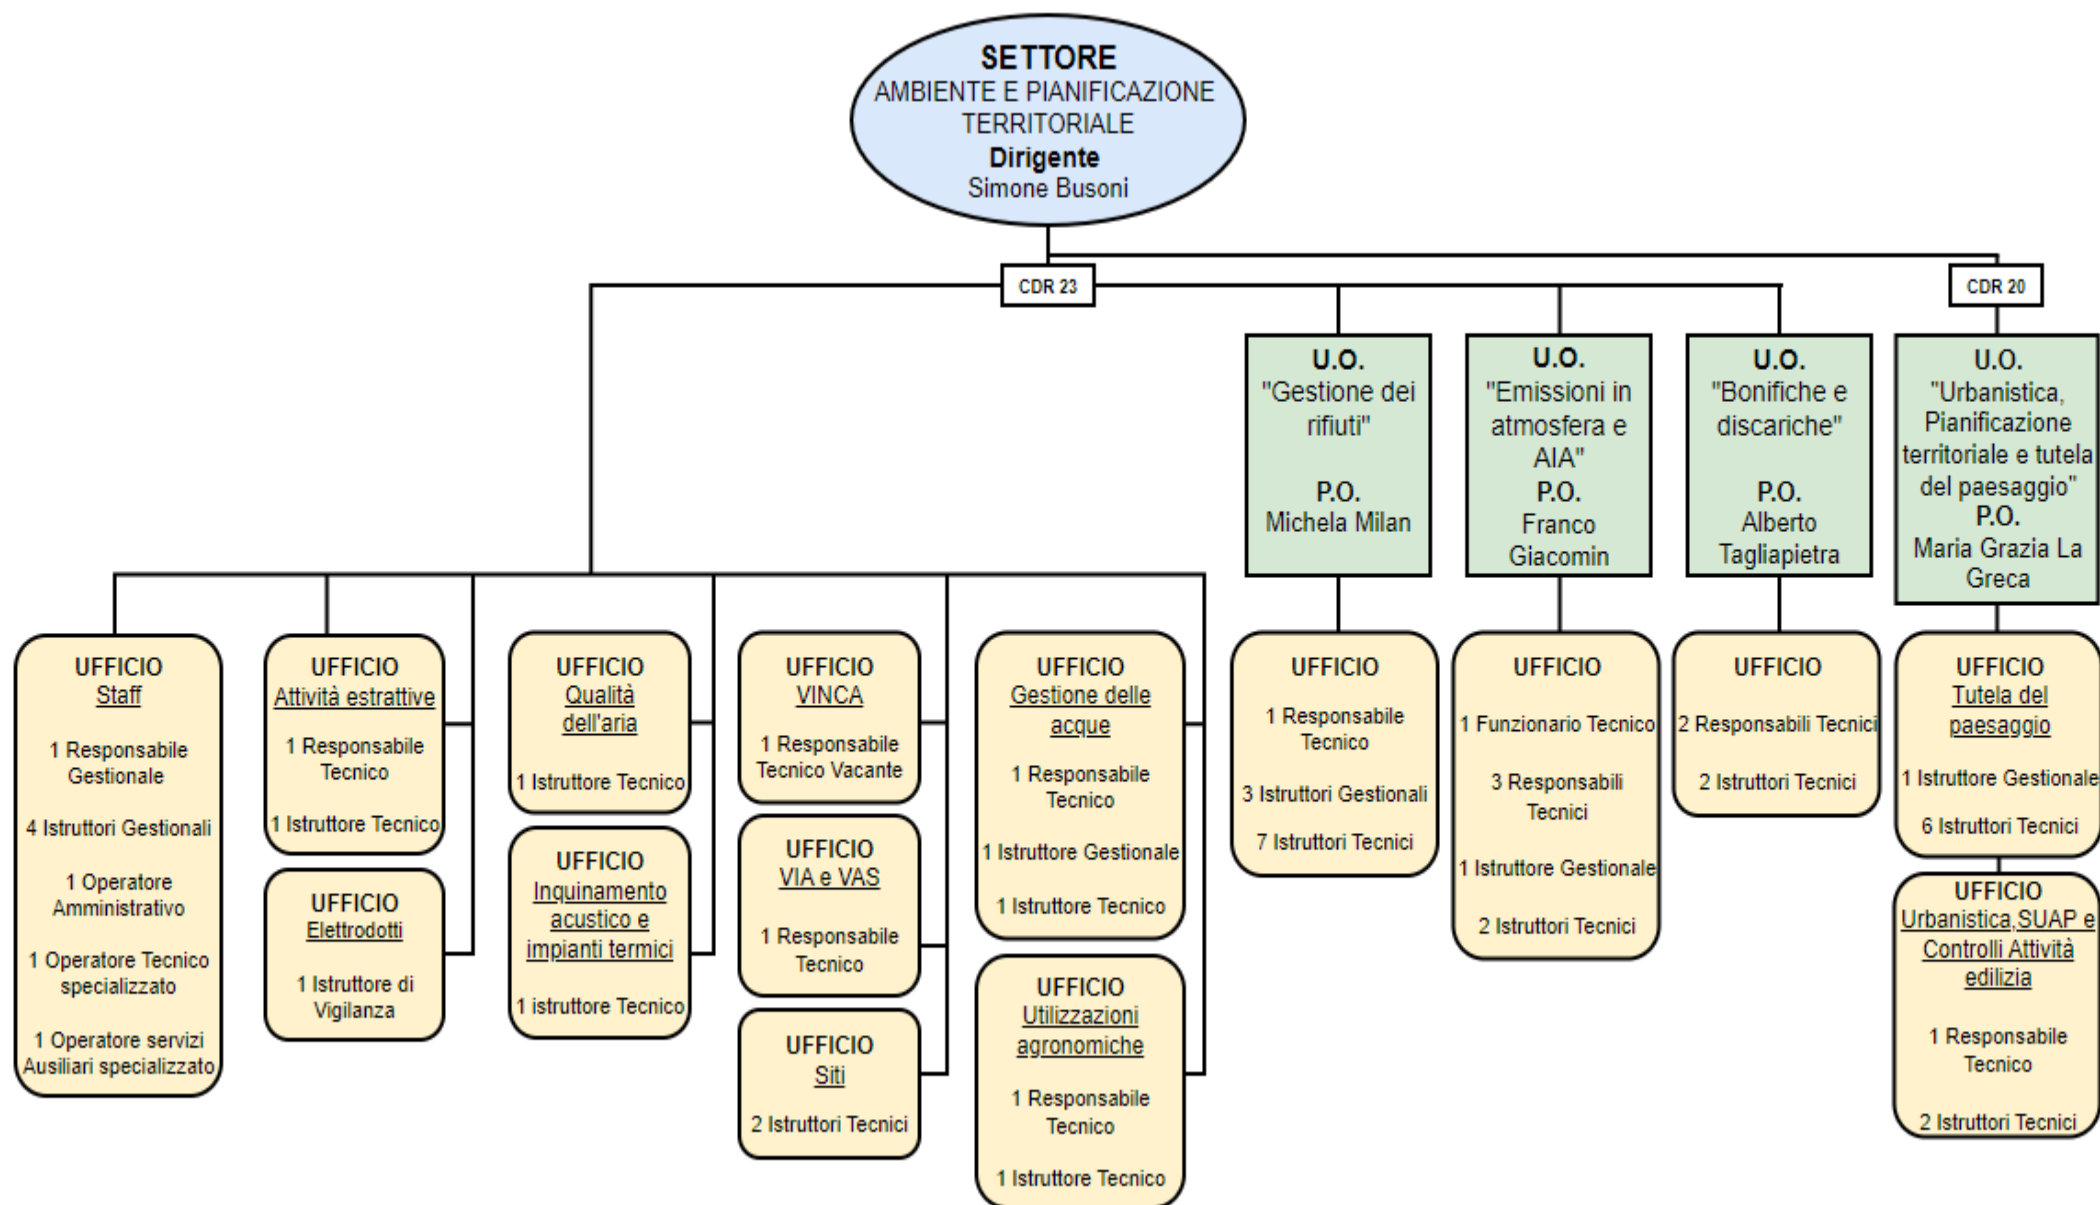 SETTORE
AMBIENTE E PIANIFICAZIONE
TERRITORIALE
Dirigente
Simone Busoni
CDR 23
CDR 20
U.O.
"Gestione dei
rifiuti"
P.O.
Michela Milan
U.O.
"Emissioni in
atmosfera e
AIA"
P.O.
Franco
Giacomin
U.O.
"Bonifiche e
discariche"
P.O.
Alberto
Tagliapietra
U.O.
"Urbanistica,
Pianificazione
territoriale e tutela
del paesaggio"
P.O.
Maria Grazia La
Greca
UFFICIO
Staff
1 Responsabile
Gestionale
4 Istruttori Gestionali
1 Operatore
Amministrativo
1 Operatore Tecnico
specializzato
1 Operatore servizi
Ausiliari specializzato
UFFICIO
Attività estrattive
1 Responsabile
Tecnico
1 Istruttore Tecnico
UFFICIO
Elettrodotti
1 Istruttore di
Vigilanza
UFFICIO
Qualità
dell'aria
1 Istruttore Tecnico
UFFICIO
Inquinamento
acustico e
impianti termici
1 istruttore Tecnico
UFFICIO
VINCA
1 Responsabile
Tecnico Vacante
UFFICIO
VIA e VAS
1 Responsabile
Tecnico
UFFICIO
Siti
2 Istruttori Tecnici
UFFICIO
Gestione delle
acque
1 Responsabile
Tecnico
1 Istruttore Gestionale
1 Istruttore Tecnico
UFFICIO
Utilizzazioni
agronomiche
1 Responsabile
Tecnico
1 Istruttore Tecnico
UFFICIO
1 Responsabile
Tecnico
3 Istruttori Gestionali
7 Istruttori Tecnici
UFFICIO
1 Funzionario Tecnico
3 Responsabili
Tecnici
1 Istruttore Gestionale
2 Istruttori Tecnici
UFFICIO
2 Responsabili Tecnici
2 Istruttori Tecnici
UFFICIO
Tutela del
paesaggio
1 Istruttore Gestionale
6 Istruttori Tecnici
UFFICIO
Urbanistica,SUAP e
Controlli Attività
edilizia
1 Responsabile
Tecnico
2 Istruttori Tecnici